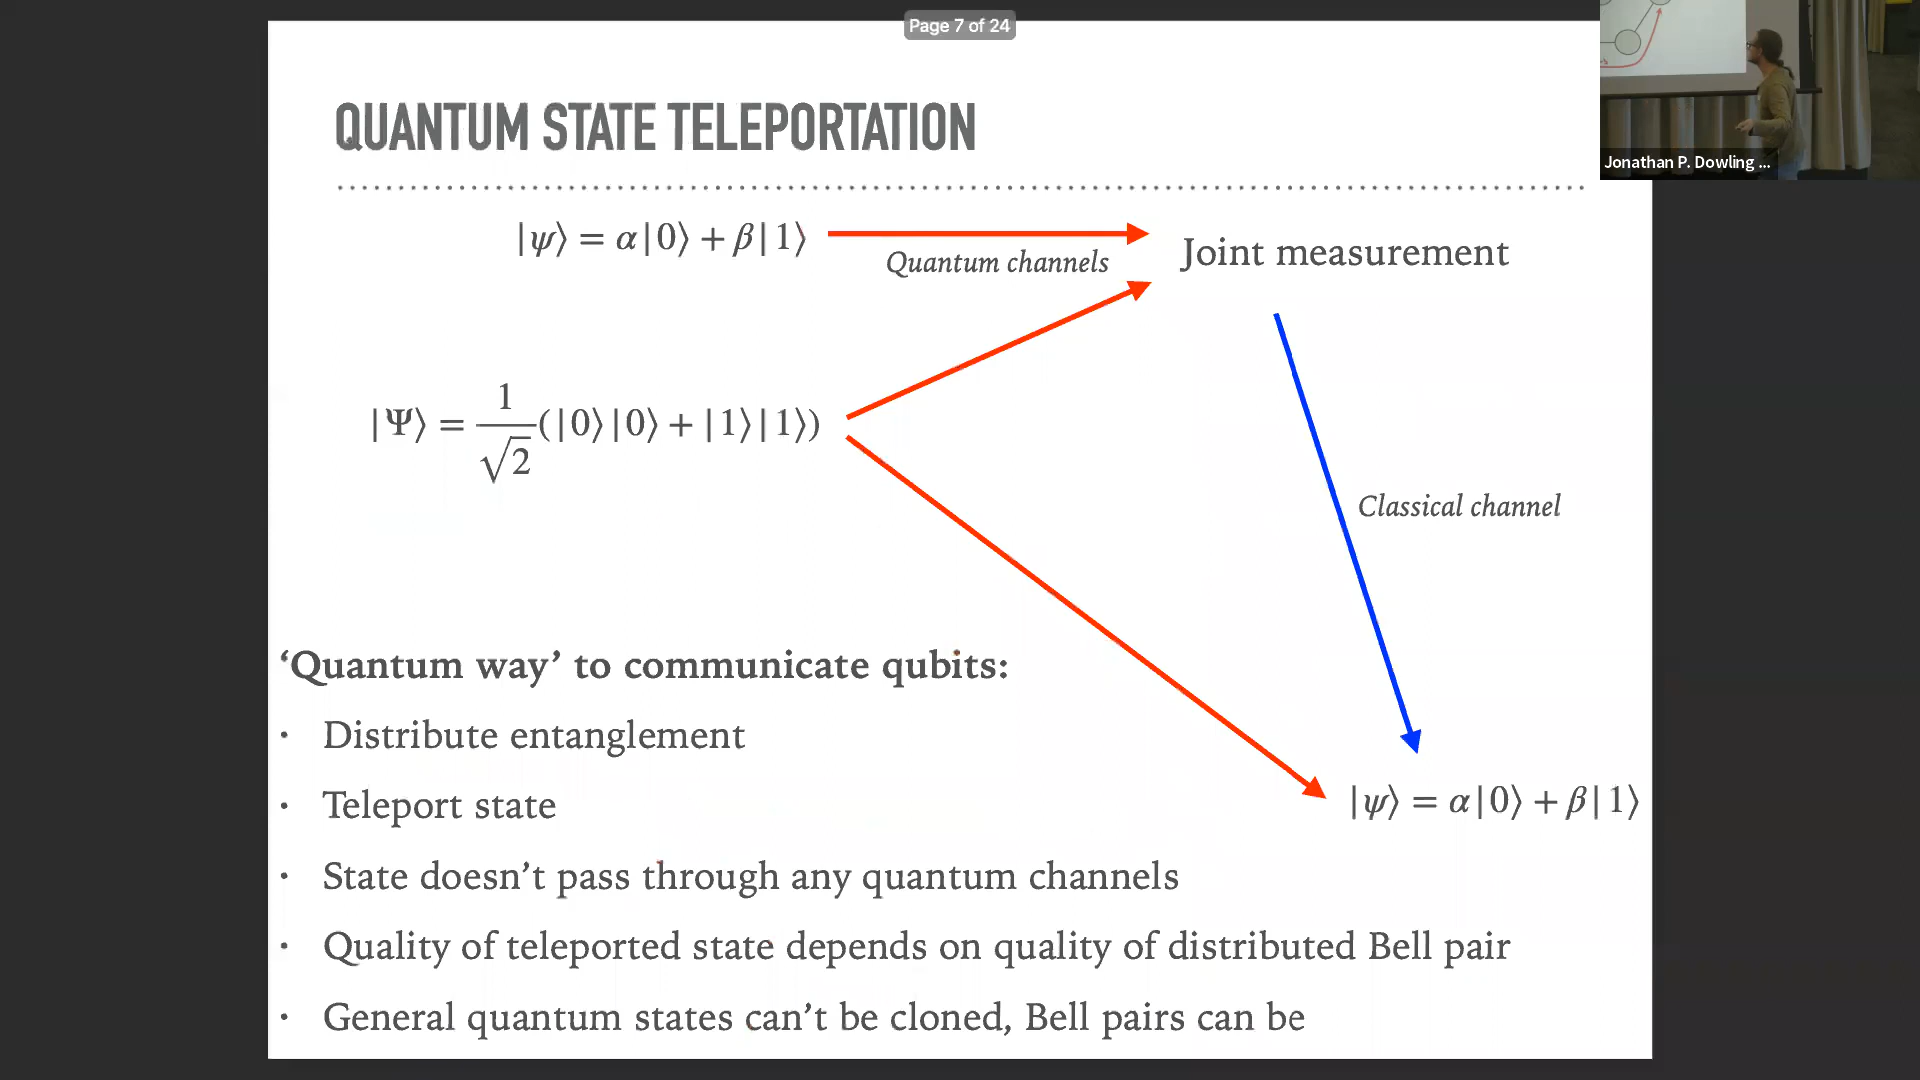 Page 7 of 24
QUANTUM STATE TELEPORTATION
Jonathan P. Dowling ...
|ψ⟩ = α|0⟩ + β|1⟩
Quantum channels
Joint measurement
|Ψ⟩ = 1/√2 (|0⟩|0⟩ + |1⟩|1⟩)
Classical channel
‘Quantum way’ to communicate qubits:
· Distribute entanglement
· Teleport state
|ψ⟩ = α|0⟩ + β|1⟩
· State doesn’t pass through any quantum channels
· Quality of teleported state depends on quality of distributed Bell pair
· General quantum states can’t be cloned, Bell pairs can be